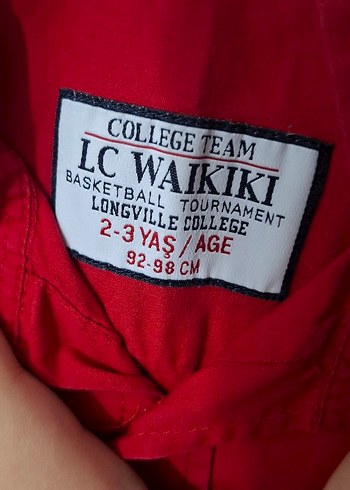 COLLEGE TEAM
LC WAIKIKI
BASKETBALL TOURNAMENT
LONGVILLE COLLEGE
2-3 YAŞ / AGE
92-98 CM